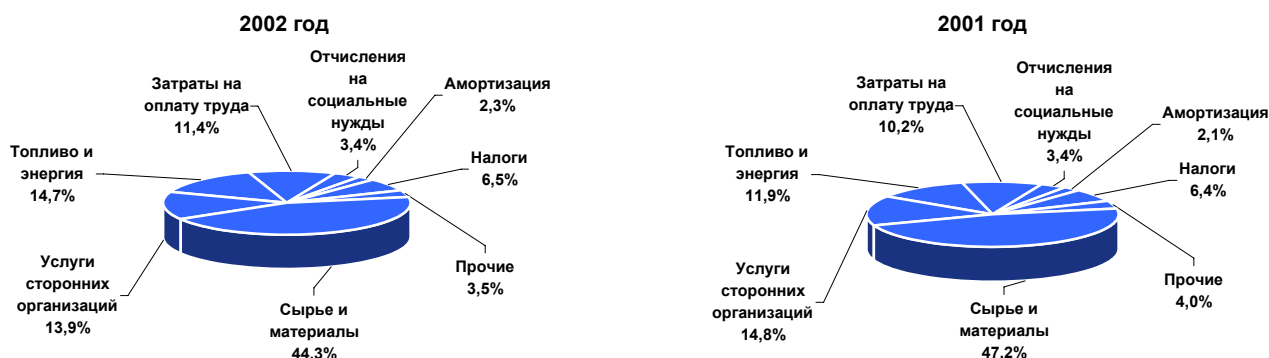 2002 год
Отчисления
на
социальные
нужды
3,4%
Затраты на
оплату труда
11,4%
Амортизация
2,3%
Топливо и
энергия
14,7%
Налоги
6,5%
Услуги
сторонних
организаций
13,9%
Прочие
3,5%
Сырье и
материалы
44,3%
2001 год
Отчисления
на
социальные
нужды
3,4%
Затраты на
оплату труда
10,2%
Амортизация
2,1%
Топливо и
энергия
11,9%
Налоги
6,4%
Услуги
сторонних
организаций
14,8%
Прочие
4,0%
Сырье и
материалы
47,2%